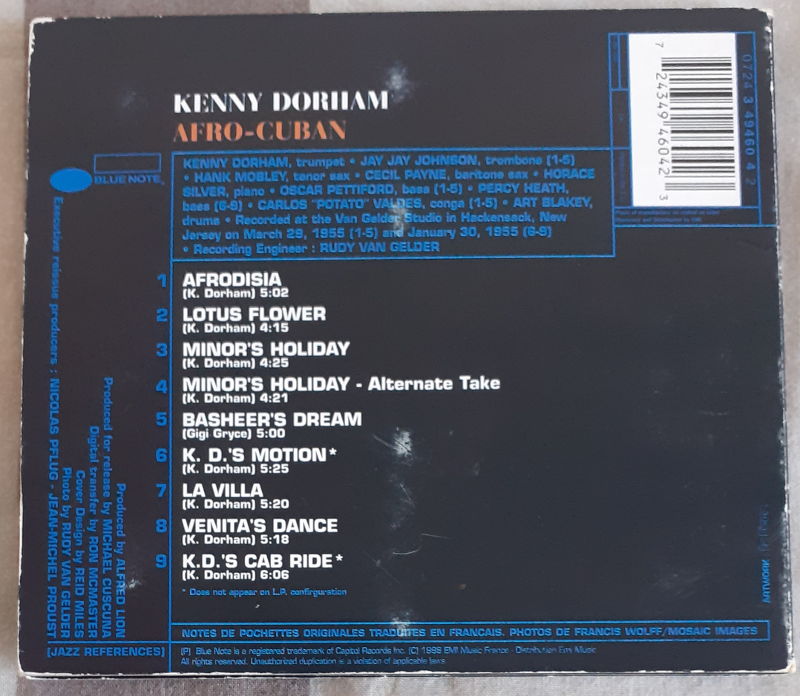 KENNY DORHAM
AFRO-CUBAN
BLUE NOTE
KENNY DORHAM, trumpet • JAY JAY JOHNSON, trombone (1-5)
• HANK MOBLEY, tenor sax • CECIL PAYNE, baritone sax • HORACE
SILVER, piano • OSCAR PETTIFORD, bass (1-5) • PERCY HEATH,
bass (6-9) • CARLOS "POTATO" VALDES, conga (1-5) • ART BLAKEY,
drums • Recorded at the Van Gelder Studio in Hackensack, New
Jersey on March 29, 1955 (1-5) and January 30, 1955 (6-9)
• Recording Engineer : RUDY VAN GELDER
0724 3 49460 4 2
7 24349 46042 3
1 AFRODISIA
(K. Dorham) 5:02
2 LOTUS FLOWER
(K. Dorham) 4:15
3 MINOR'S HOLIDAY
(K. Dorham) 4:25
4 MINOR'S HOLIDAY - Alternate Take
(K. Dorham) 4:21
5 BASHEER'S DREAM
(Gigi Gryce) 5:00
6 K. D.'S MOTION*
(K. Dorham) 5:25
7 LA VILLA
(K. Dorham) 5:20
8 VENITA'S DANCE
(K. Dorham) 5:18
9 K.D.'S CAB RIDE*
(K. Dorham) 6:06
* Does not appear on L.P. configuration
Produced by ALFRED LION
Produced for release by MICHAEL CUSCUNA
Digital transfer by RON MCMASTER
Cover Design by REID MILES
Photo by RUDY VAN GELDER
Executive reissue producers : NICOLAS PFLUG - JEAN-MICHEL PROUST
[JAZZ REFERENCES]
NOTES DE POCHETTES ORIGINALES TRADUITES EN FRANCAIS. PHOTOS DE FRANCIS WOLFF/MOSAIC IMAGES
(P) Blue Note is a registered trademark of Capitol Records Inc. (C) 1998 EMI Music France - Distribution Emi Music
All rights reserved. Unauthorized duplication is a violation of applicable laws